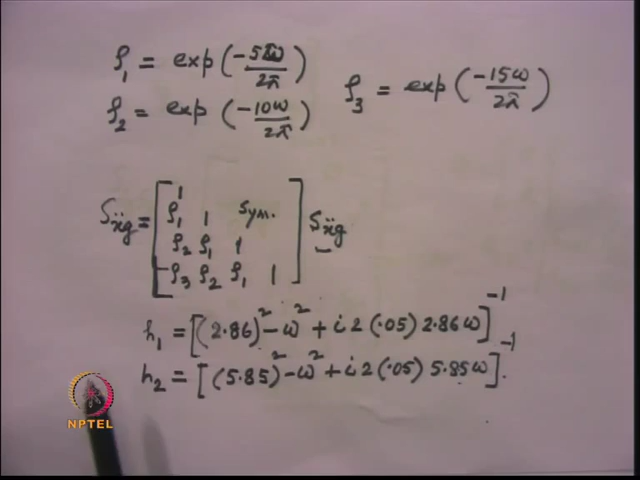 ρ₁ = exp(-5ω/2π)
ρ₂ = exp(-10ω/2π)
ρ₃ = exp(-15ω/2π)
Sẍg = [
1
ρ₁ 1 Sym.
ρ₂ ρ₁ 1
ρ₃ ρ₂ ρ₁ 1
] Sẍg
h₁ = [(2.86)² - ω² + i 2(.05) 2.86ω]⁻¹
h₂ = [(5.85)² - ω² + i 2(.05) 5.85ω]⁻¹.
NPTEL